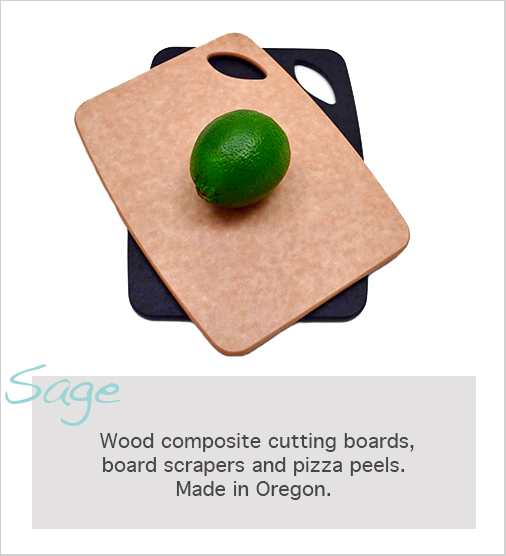 Sage
Wood composite cutting boards,
board scrapers and pizza peels.
Made in Oregon.